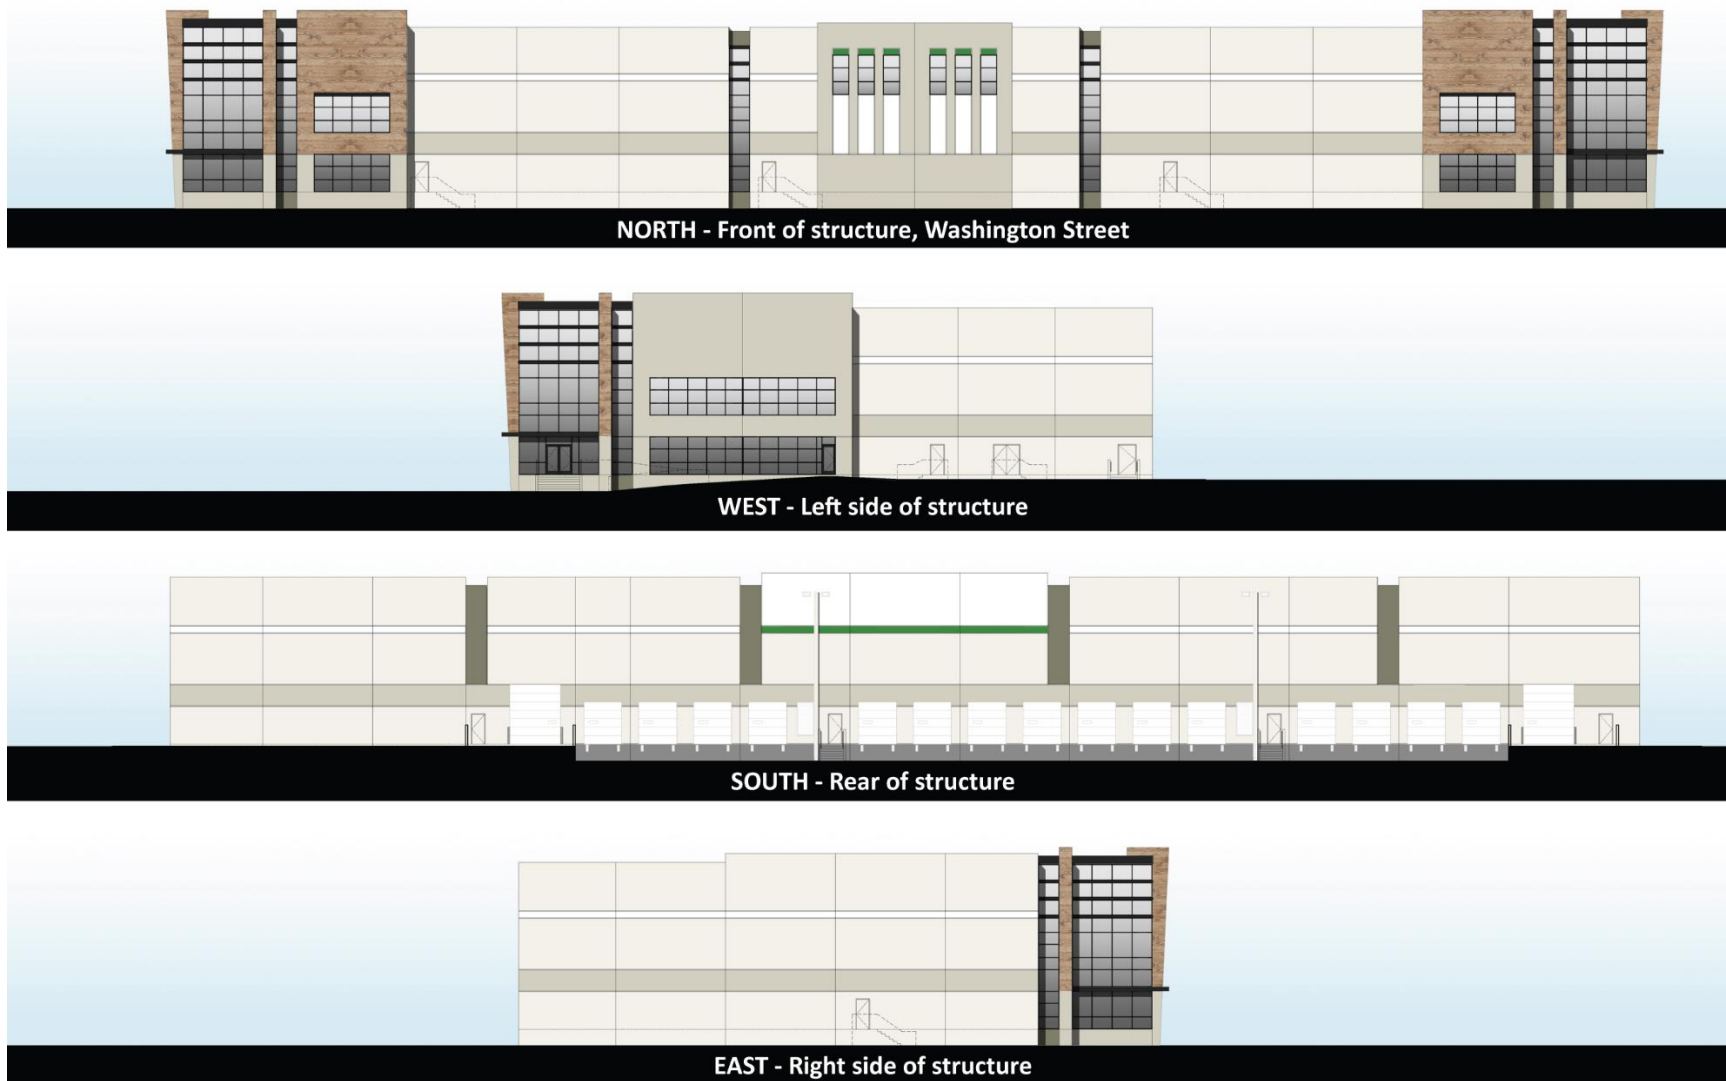 NORTH - Front of structure, Washington Street
WEST - Left side of structure
SOUTH - Rear of structure
EAST - Right side of structure